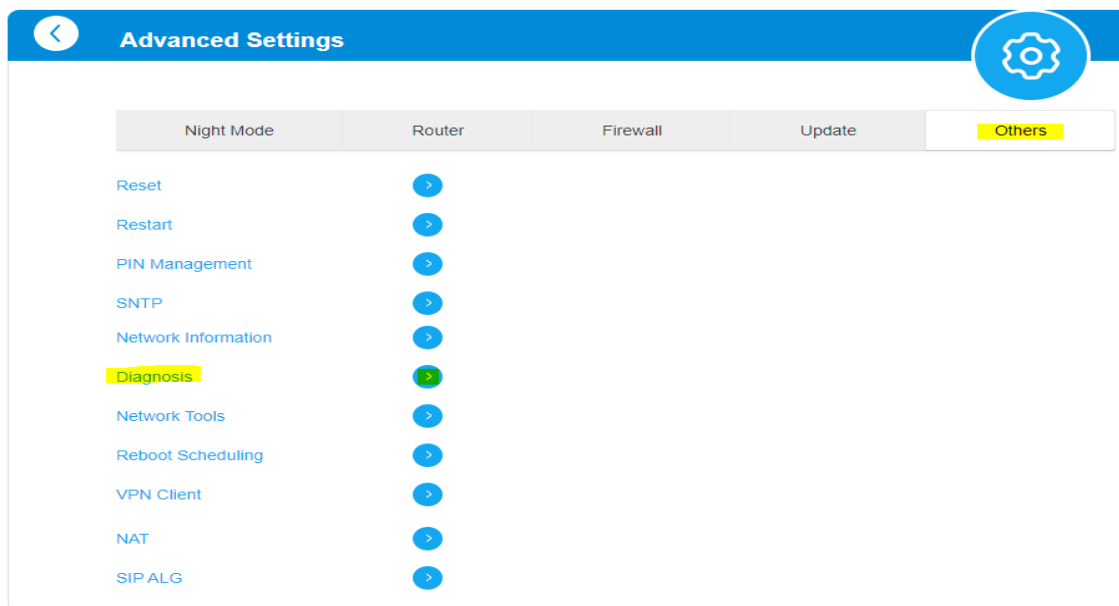 Advanced Settings
Night Mode Router Firewall Update Others
Reset
Restart
PIN Management
SNTP
Network Information
Diagnosis
Network Tools
Reboot Scheduling
VPN Client
NAT
SIP ALG